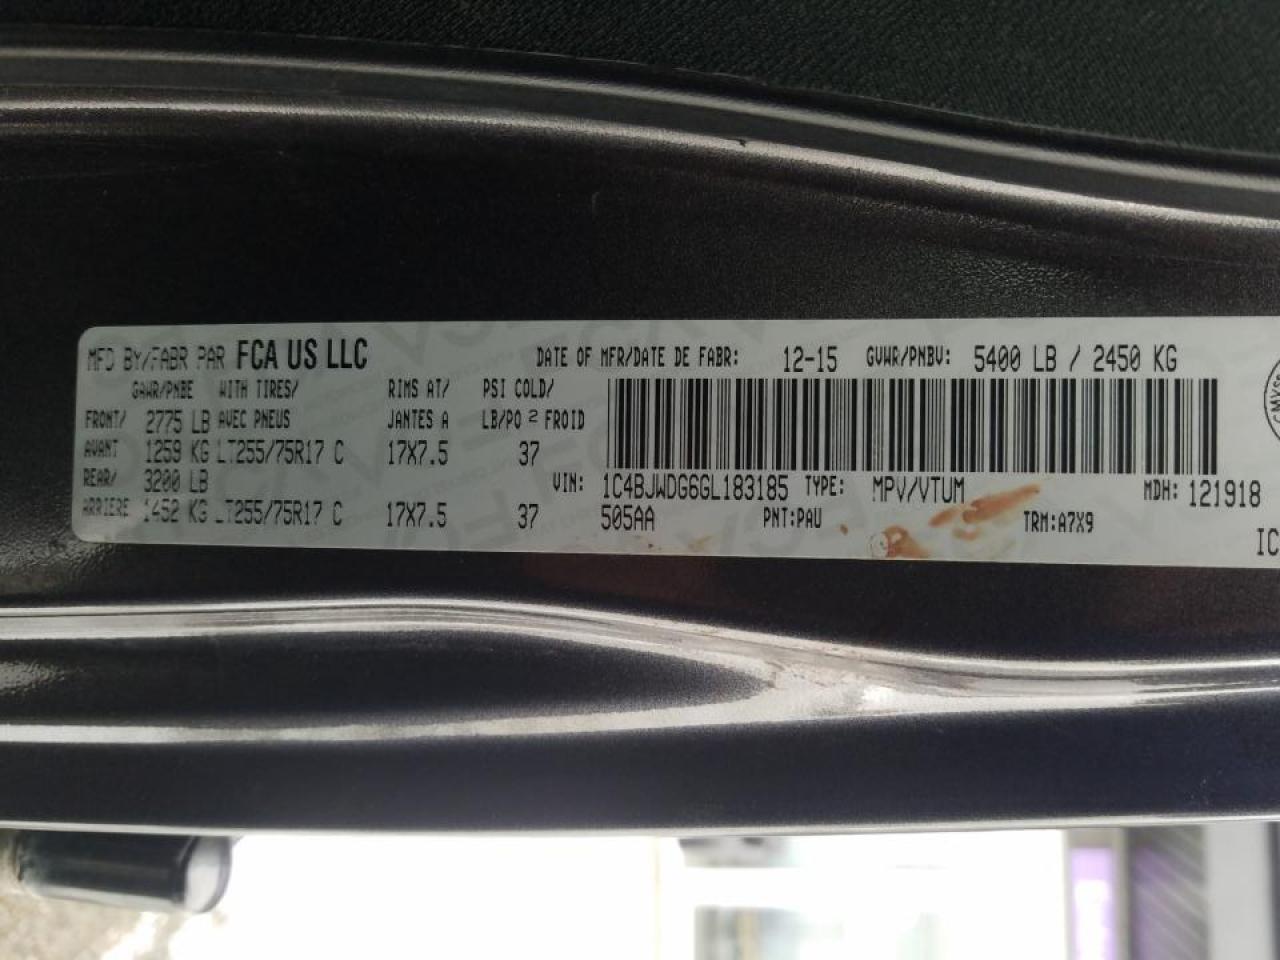 MFD BY/FABR PAR FCA US LLC DATE OF MFR/DATE DE FABR: 12-15 GVWR/PNBV: 5400 LB / 2450 KG
GAWR/PNBE WITH TIRES/ RIMS AT/ PSI COLD/
FRONT/ 2775 LB AVEC PNEUS JANTES A LB/PO 2 FROID
AVANT 1259 KG LT255/75R17 C 17X7.5 37
REAR/ 3200 LB VIN: 1C4BJWDG6GL183185 TYPE: MPV/VTUM MDH: 121918
ARRIERE 1452 KG LT255/75R17 C 17X7.5 37 505AA PNT:PAU TRM:A7X9